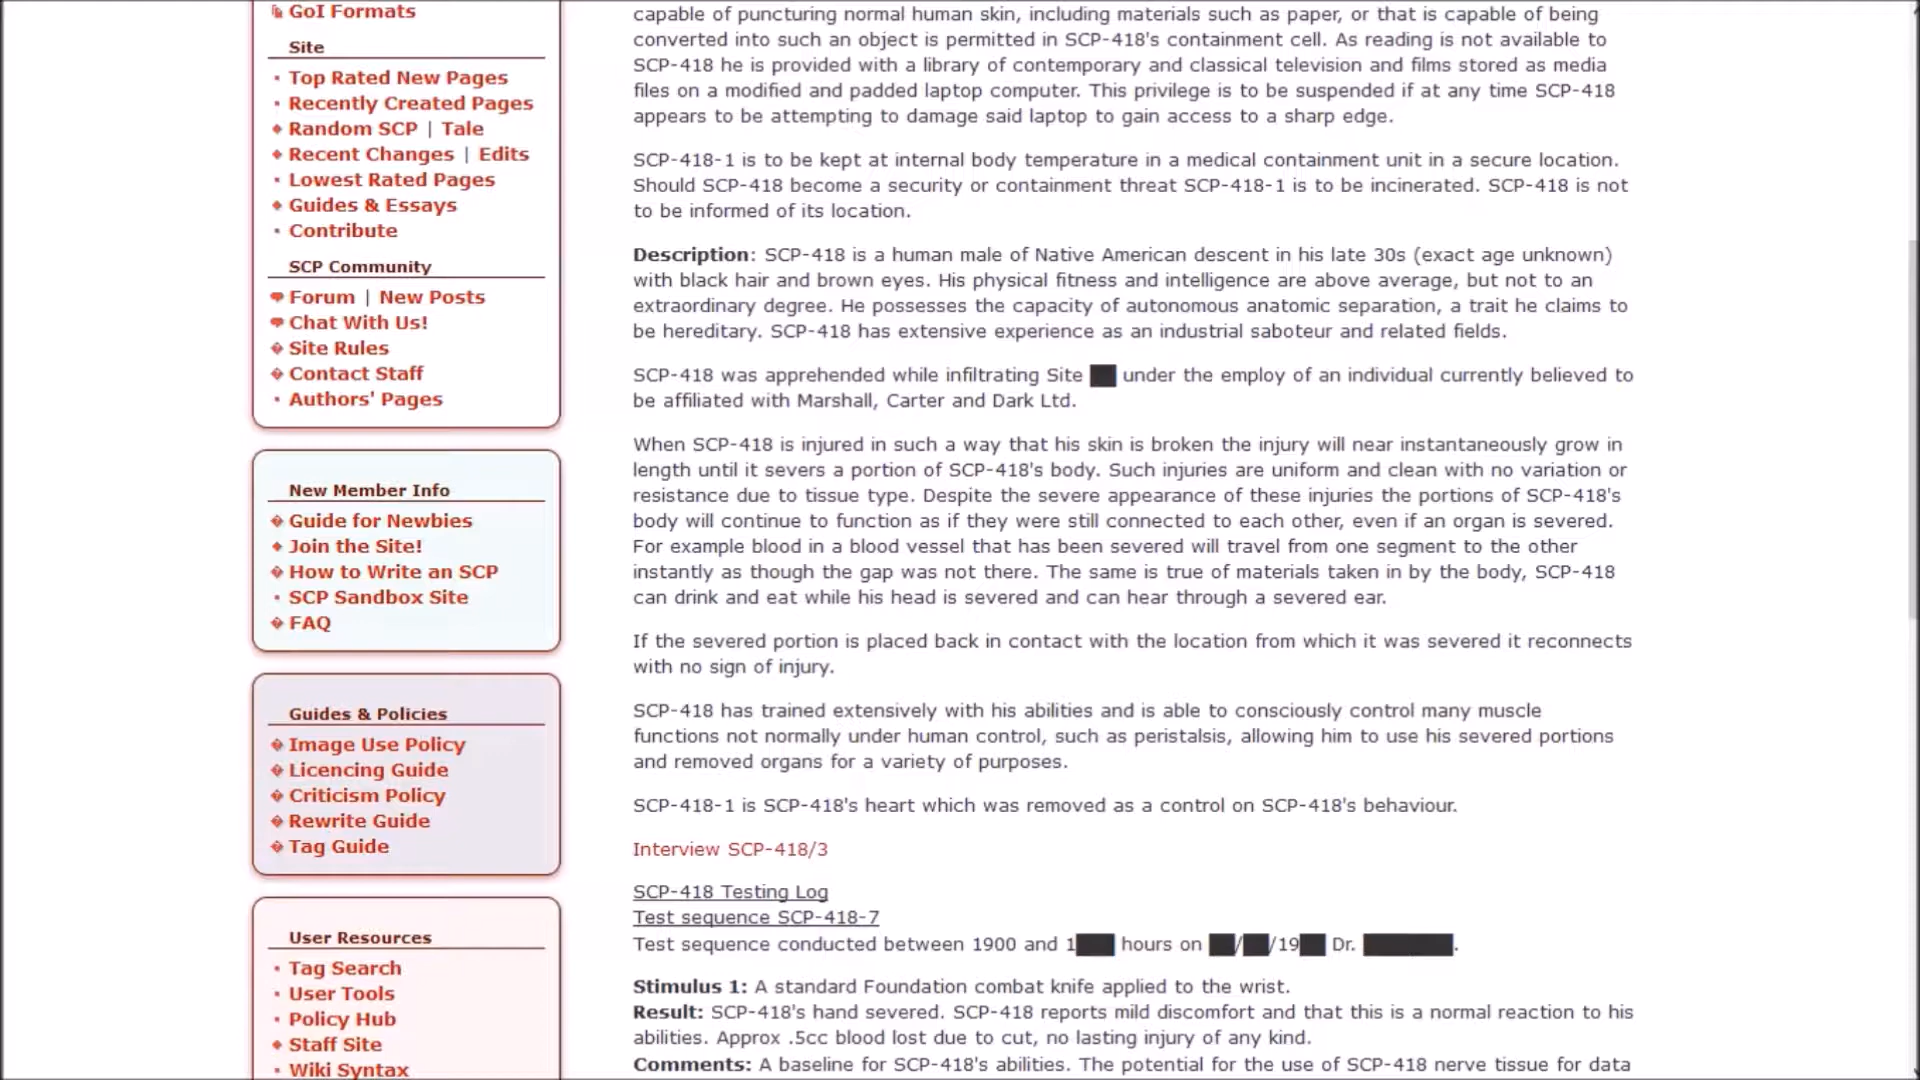 GoI Formats
Site
Top Rated New Pages
Recently Created Pages
Random SCP | Tale
Recent Changes | Edits
Lowest Rated Pages
Guides & Essays
Contribute
SCP Community
Forum | New Posts
Chat With Us!
Site Rules
Contact Staff
Authors' Pages
New Member Info
Guide for Newbies
Join the Site!
How to Write an SCP
SCP Sandbox Site
FAQ
Guides & Policies
Image Use Policy
Licencing Guide
Criticism Policy
Rewrite Guide
Tag Guide
User Resources
Tag Search
User Tools
Policy Hub
Staff Site
Wiki Syntax
capable of puncturing normal human skin, including materials such as paper, or that is capable of being
converted into such an object is permitted in SCP-418's containment cell. As reading is not available to
SCP-418 he is provided with a library of contemporary and classical television and films stored as media
files on a modified and padded laptop computer. This privilege is to be suspended if at any time SCP-418
appears to be attempting to damage said laptop to gain access to a sharp edge.
SCP-418-1 is to be kept at internal body temperature in a medical containment unit in a secure location.
Should SCP-418 become a security or containment threat SCP-418-1 is to be incinerated. SCP-418 is not
to be informed of its location.
Description: SCP-418 is a human male of Native American descent in his late 30s (exact age unknown)
with black hair and brown eyes. His physical fitness and intelligence are above average, but not to an
extraordinary degree. He possesses the capacity of autonomous anatomic separation, a trait he claims to
be hereditary. SCP-418 has extensive experience as an industrial saboteur and related fields.
SCP-418 was apprehended while infiltrating Site ██ under the employ of an individual currently believed to
be affiliated with Marshall, Carter and Dark Ltd.
When SCP-418 is injured in such a way that his skin is broken the injury will near instantaneously grow in
length until it severs a portion of SCP-418's body. Such injuries are uniform and clean with no variation or
resistance due to tissue type. Despite the severe appearance of these injuries the portions of SCP-418's
body will continue to function as if they were still connected to each other, even if an organ is severed.
For example blood in a blood vessel that has been severed will travel from one segment to the other
instantly as though the gap was not there. The same is true of materials taken in by the body, SCP-418
can drink and eat while his head is severed and can hear through a severed ear.
If the severed portion is placed back in contact with the location from which it was severed it reconnects
with no sign of injury.
SCP-418 has trained extensively with his abilities and is able to consciously control many muscle
functions not normally under human control, such as peristalsis, allowing him to use his severed portions
and removed organs for a variety of purposes.
SCP-418-1 is SCP-418's heart which was removed as a control on SCP-418's behaviour.
Interview SCP-418/3
SCP-418 Testing Log
Test sequence SCP-418-7
Test sequence conducted between 1900 and 1███ hours on ██/██/19██ Dr. ███████.
Stimulus 1: A standard Foundation combat knife applied to the wrist.
Result: SCP-418's hand severed. SCP-418 reports mild discomfort and that this is a normal reaction to his
abilities. Approx .5cc blood lost due to cut, no lasting injury of any kind.
Comments: A baseline for SCP-418's abilities. The potential for the use of SCP-418 nerve tissue for data